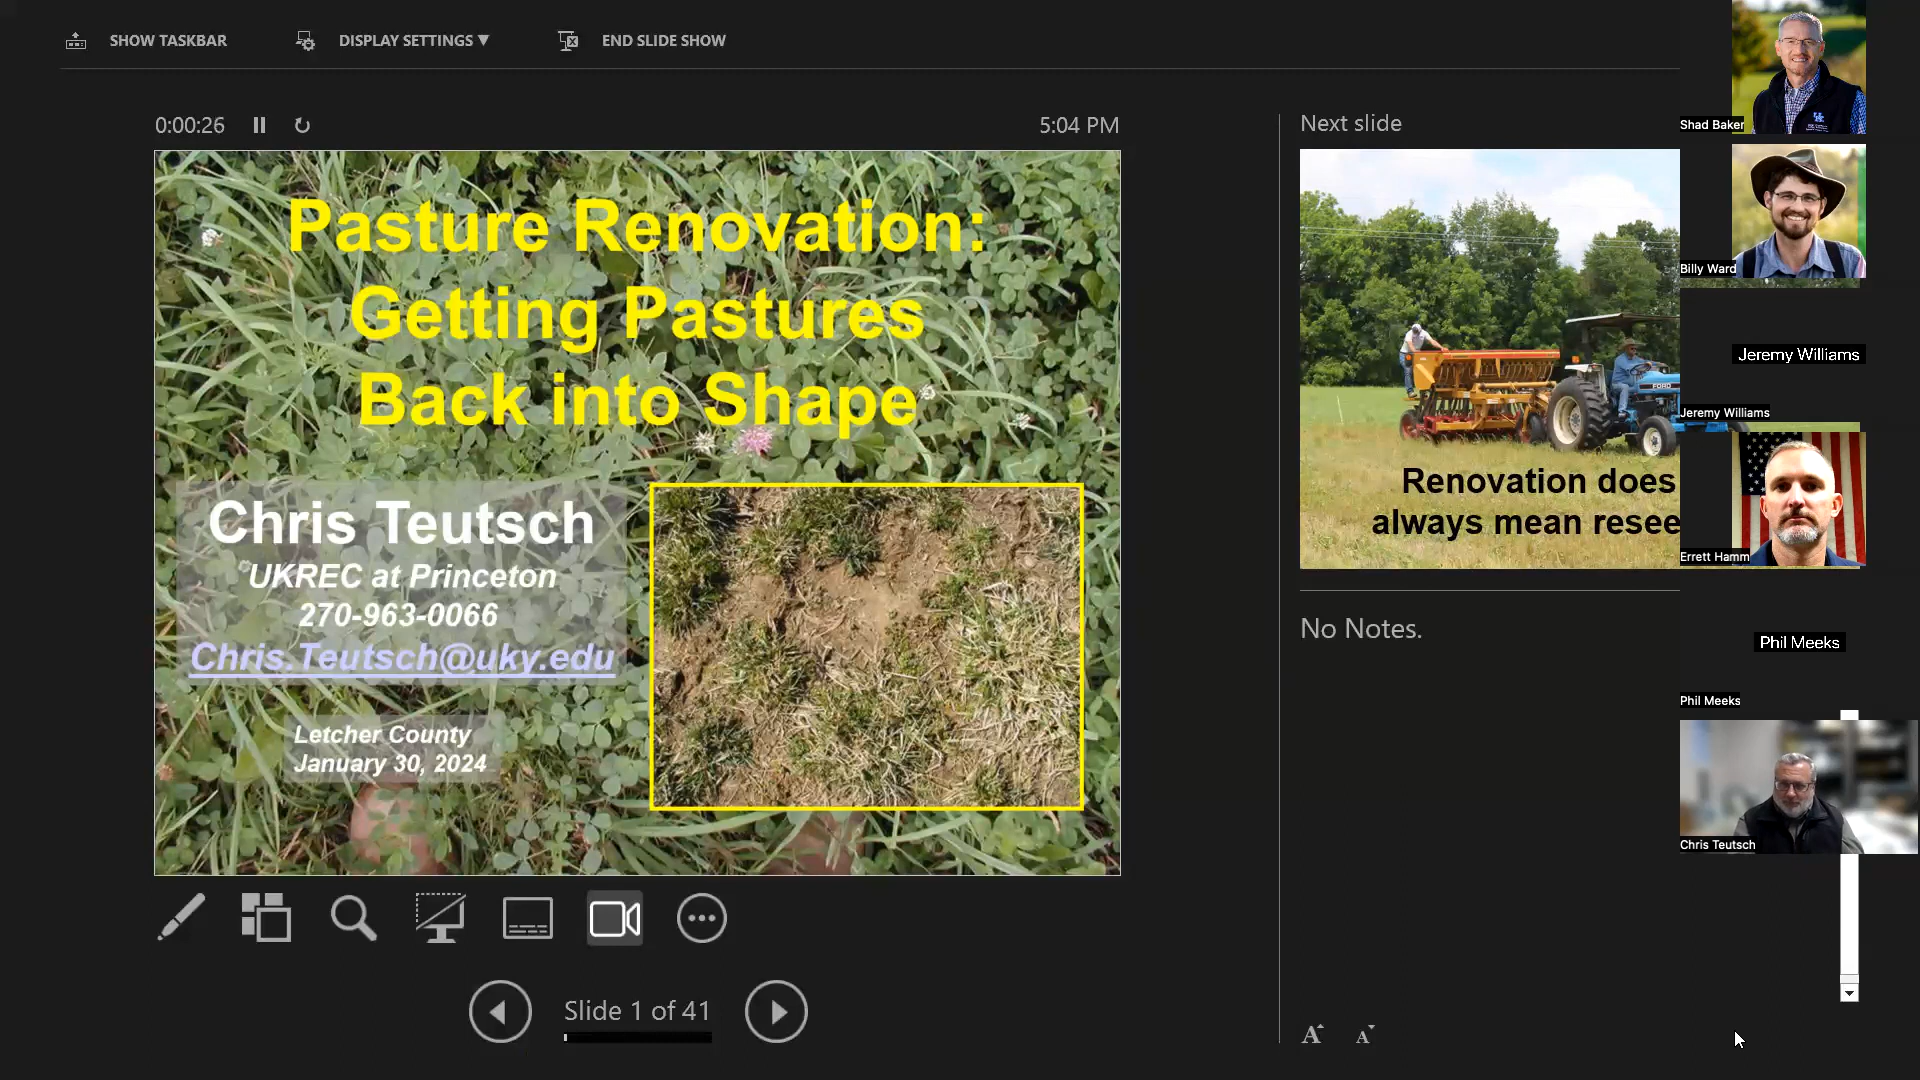 SHOW TASKBAR
DISPLAY SETTINGS ▼
END SLIDE SHOW
0:00:26
5:04 PM
Pasture Renovation:
Getting Pastures
Back into Shape
Chris Teutsch
UKREC at Princeton
270-963-0066
Chris.Teutsch@uky.edu
Letcher County
January 30, 2024
Slide 1 of 41
Next slide
FORD
Renovation does
always mean resee
No Notes.
A A
Shad Baker
Billy Ward
Jeremy Williams
Jeremy Williams
Errett Hamm
Phil Meeks
Phil Meeks
Chris Teutsch